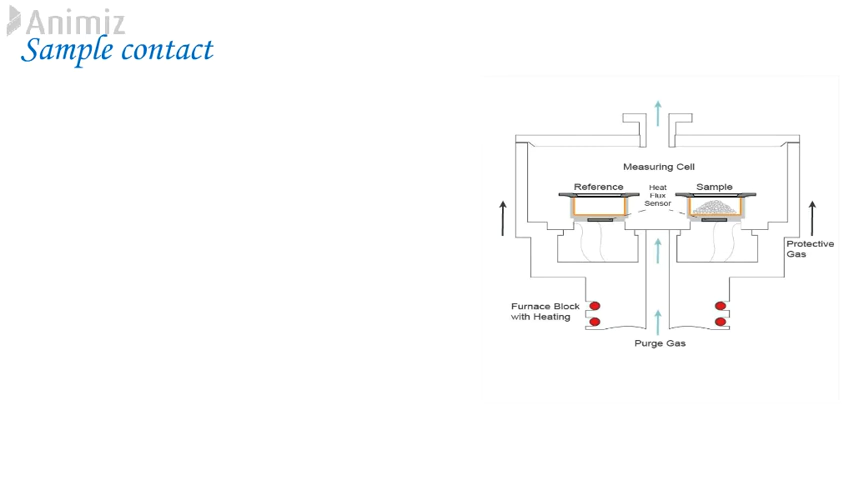 Animiz
Sample contact
Measuring Cell
Reference
Heat
Flux
Sensor
Sample
Protective
Gas
Furnace Block
with Heating
Purge Gas